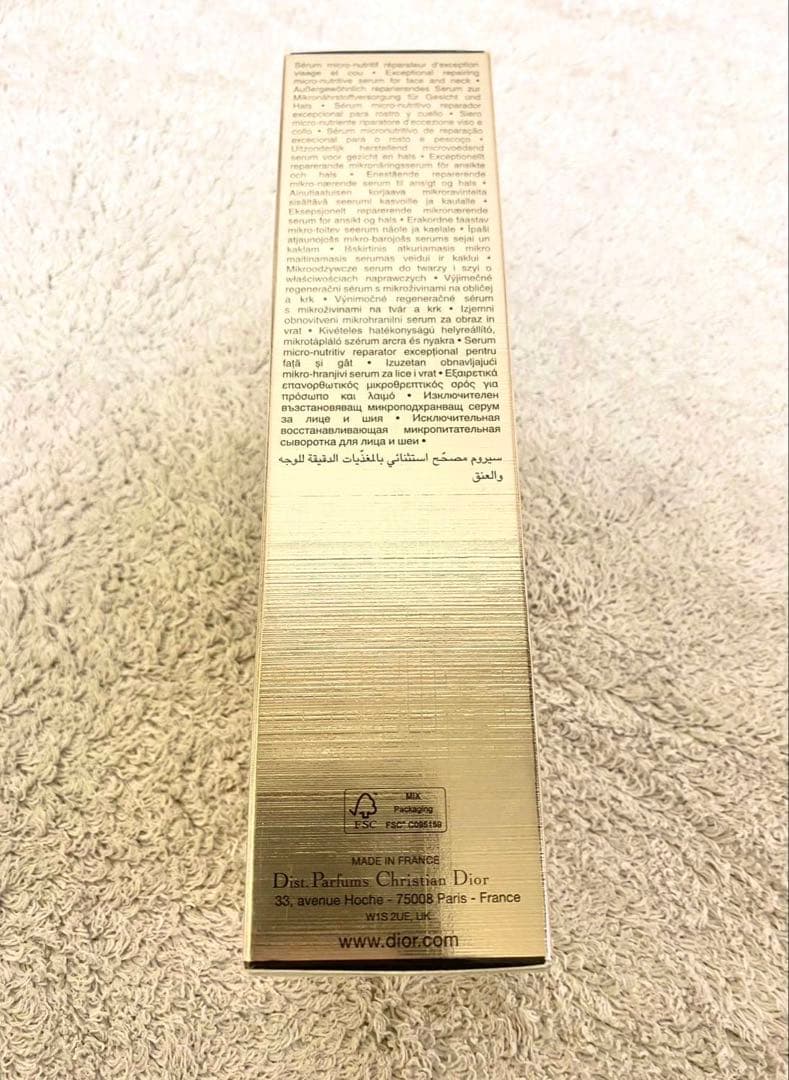 Sérum micro-nutritif réparateur d'exception
visage et cou • Exceptional repairing
micro-nutritive serum for face and neck •
Außergewöhnlich reparierendes Serum zur
Mikronährstoffversorgung für Gesicht und
Hals • Sérum micro-nutritivo reparador
excepcional para rostro y cuello • Siero
micro-nutriente riparatore d'eccezione viso e
collo • Sérum micronutritivo de reparação
excecional para o rosto e pescoço •
Uitzonderlijk herstellend microvoedend
serum voor gezicht en hals • Exceptionellt
reparerande mikronäringsserum för ansikte
och hals • Enestående reparerende
mikro-nærende serum til ansigt og hals •
Ainutlaatuisen korjaava mikroravinteita
sisältävä seerumi kasvoille ja kaulalle •
Eksepsjonelt reparerende mikronærende
serum for ansikt og hals • Erakordne taastav
mikro-toitev seerum näole ja kaelale • Īpaši
atjaunojošs mikro-barojošs serums sejai un
kaklam • Išskirtinis atkuriamasis mikro
maitinamasis serumas veidui ir kaklui •
Mikroodżywcze serum do twarzy i szyi o
właściwościach naprawczych • Výjimečné
regenerační sérum s mikroživinami na obličej
a krk • Výnimočné regeneračné sérum
s mikroživinami na tvár a krk • Izjemni
obnovitveni mikrohranilni serum za obraz in
vrat • Kivételes hatékonyságú helyreállító,
mikrotápláló szérum arcra és nyakra • Serum
micro-nutritiv reparator excepțional pentru
față și gât • Izuzetan obnavljajući
mikro-hranjivi serum za lice i vrat • Εξαιρετικά
επανορθωτικός μικροθρεπτικός ορός για
πρόσωπο και λαιμό • Изключителен
възстановяващ микроподхранващ серум
за лице и шия • Исключительная
восстанавливающая микропитательная
сыворотка для лица и шеи •
سيروم مصحّح استثنائي بالمغذّيات الدقيقة للوجه
والعنق
MIX
Packaging
FSC FSC® C095159
MADE IN FRANCE
Dist. Parfums Christian Dior
33, avenue Hoche - 75008 Paris - France
W1S 2UE, UK
www.dior.com